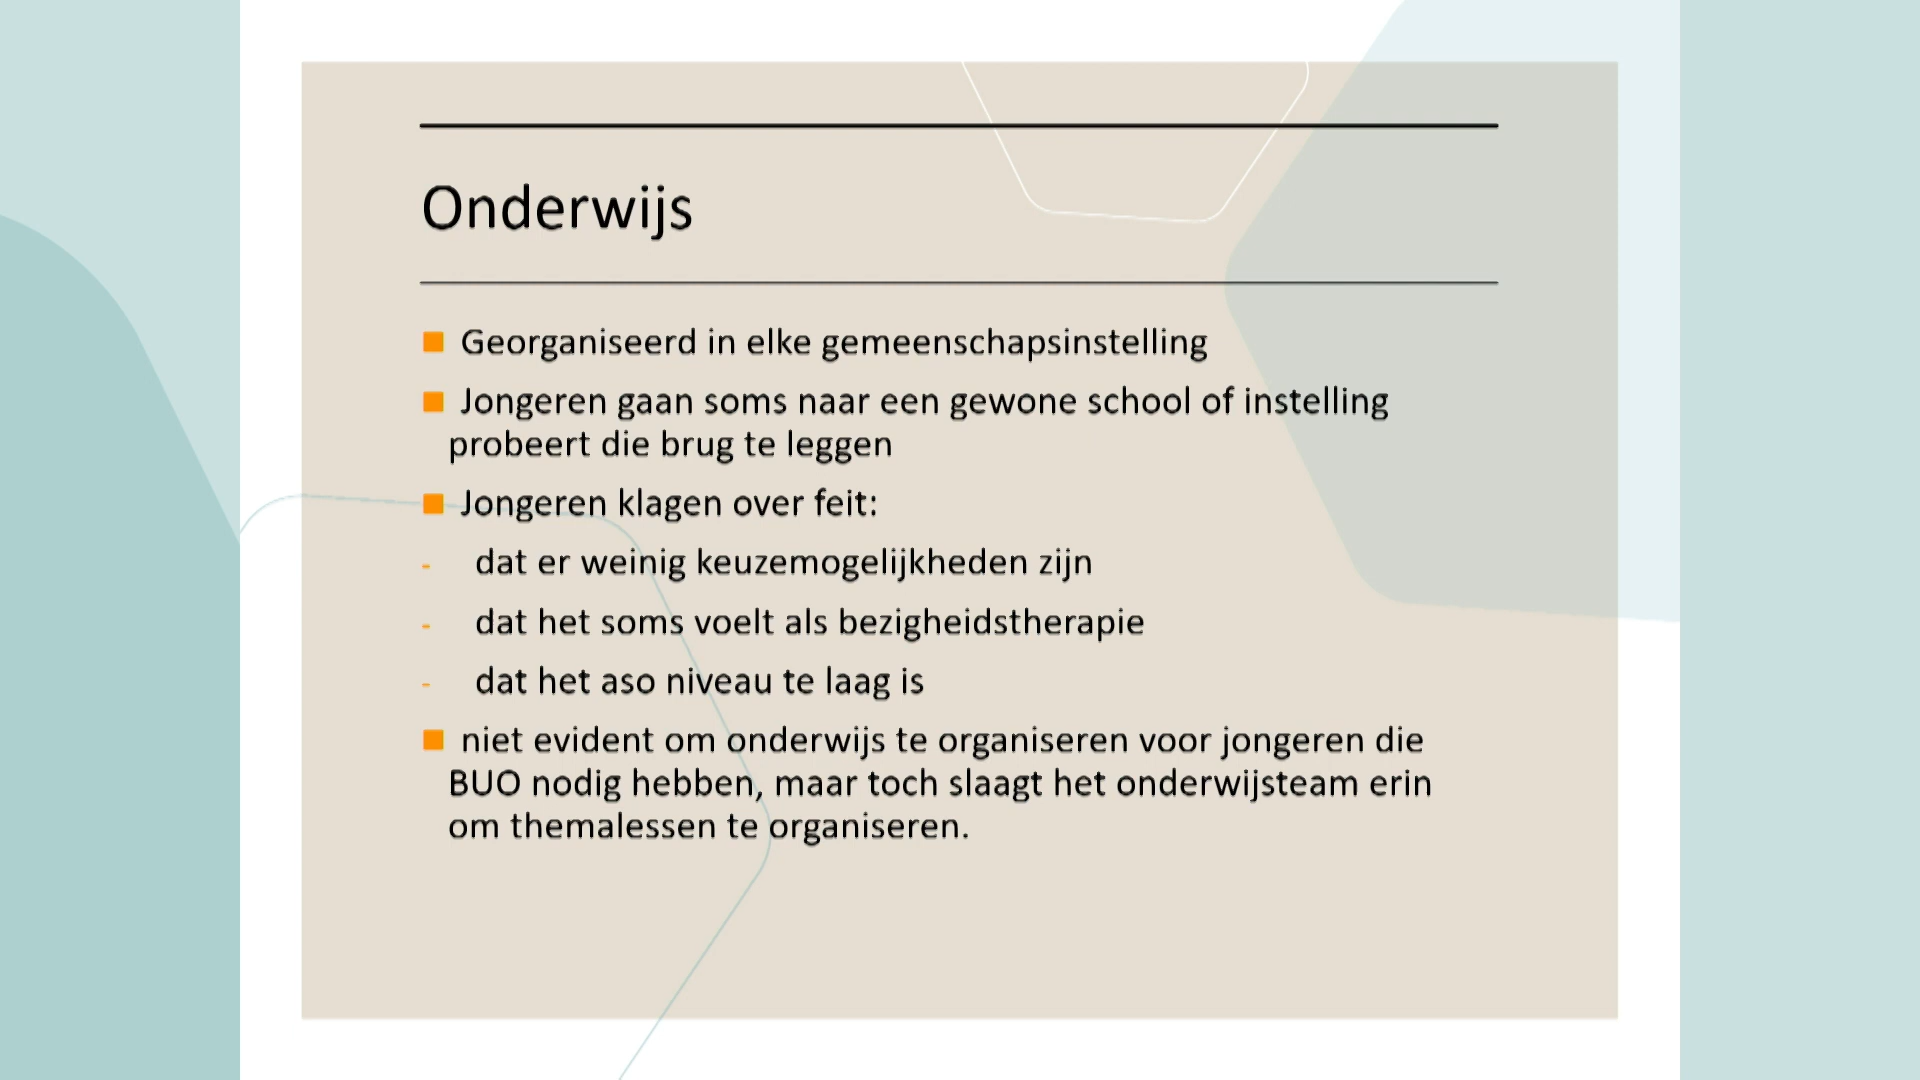 Onderwijs
Georganiseerd in elke gemeenschapsinstelling
Jongeren gaan soms naar een gewone school of instelling
probeert die brug te leggen
Jongeren klagen over feit:
- dat er weinig keuzemogelijkheden zijn
- dat het soms voelt als bezigheidstherapie
- dat het aso niveau te laag is
niet evident om onderwijs te organiseren voor jongeren die
BUO nodig hebben, maar toch slaagt het onderwijsteam erin
om themalessen te organiseren.